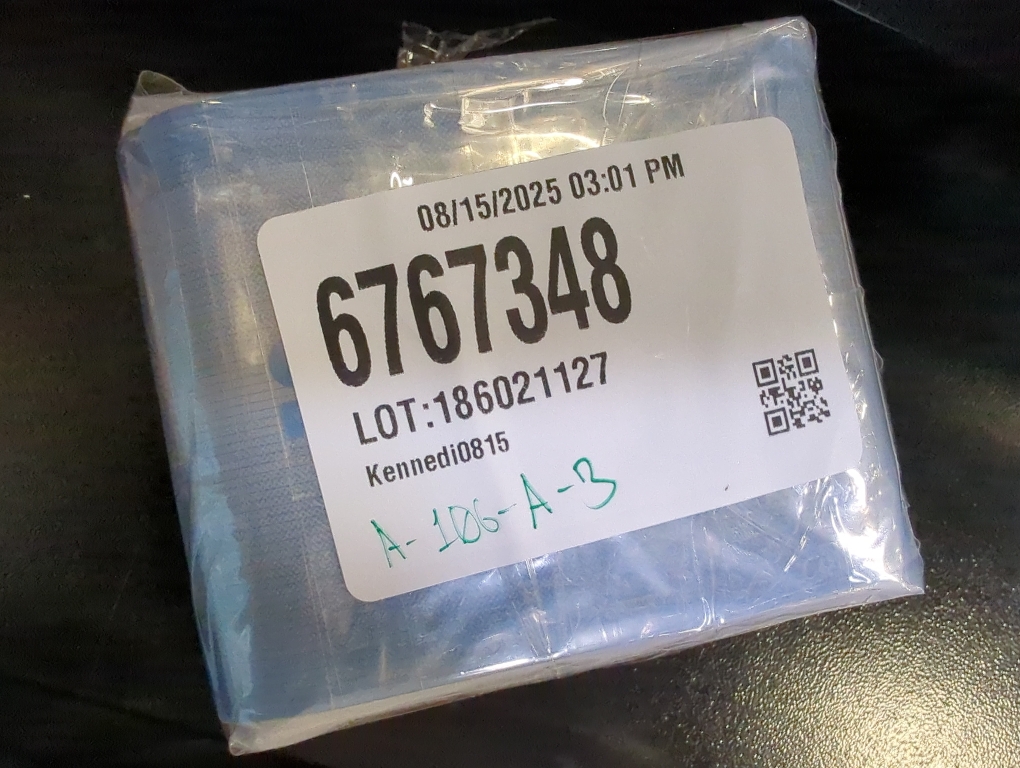 08/15/2025 03:01 PM
6767348
LOT:186021127
Kennedi0815
A-106-A-3